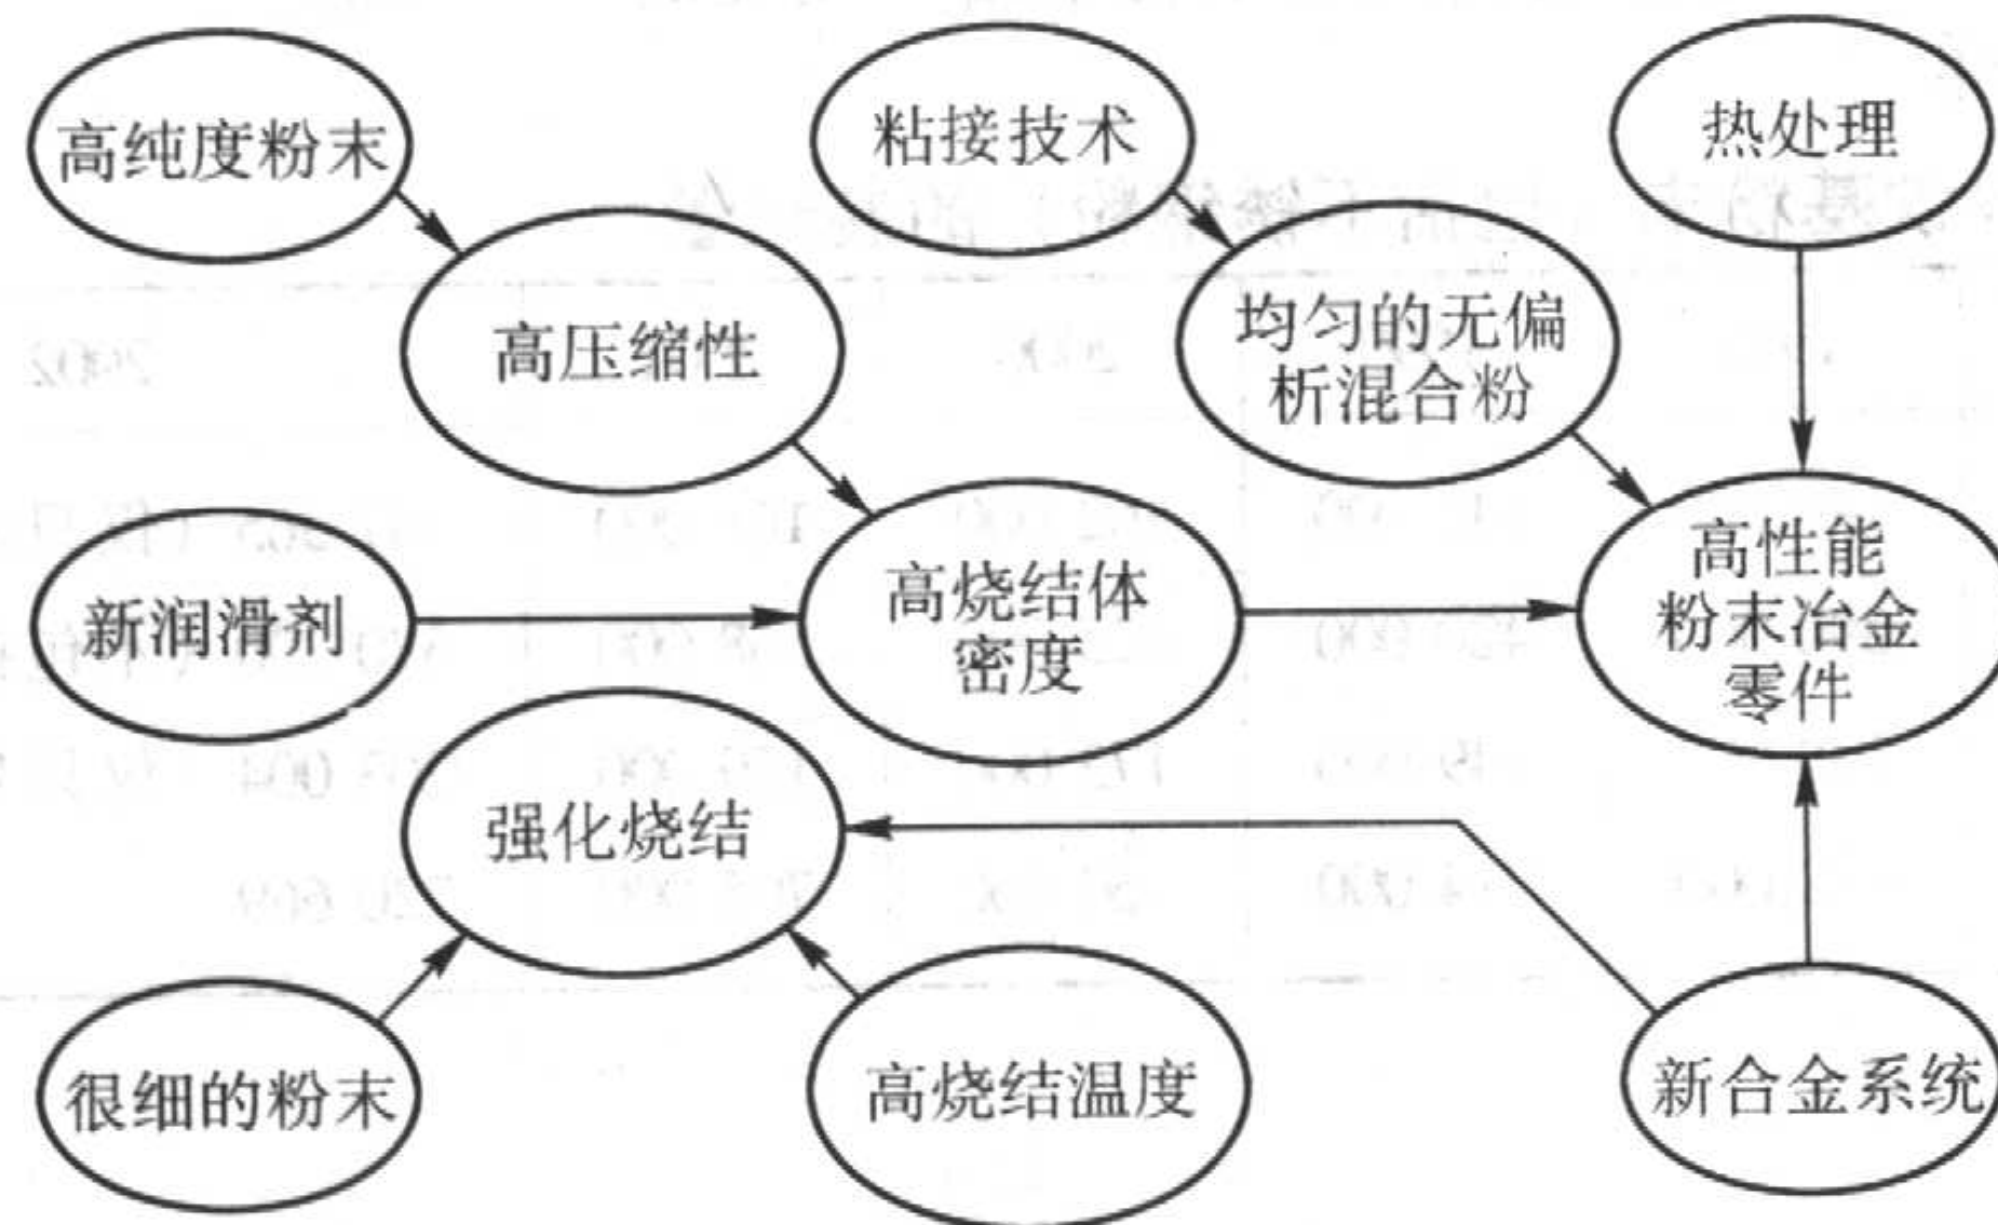 高纯度粉末
粘接技术
热处理
高压缩性
均匀的无偏
析混合粉
新润滑剂
高烧结体
密度
高性能
粉末冶金
零件
强化烧结
很细的粉末
高烧结温度
新合金系统